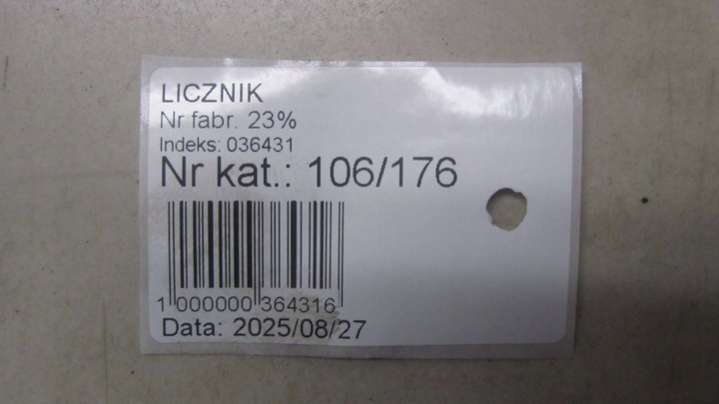 LICZNIK
Nr fabr. 23%
Indeks: 036431
Nr kat.: 106/176
1 000000 364316
Data: 2025/08/27